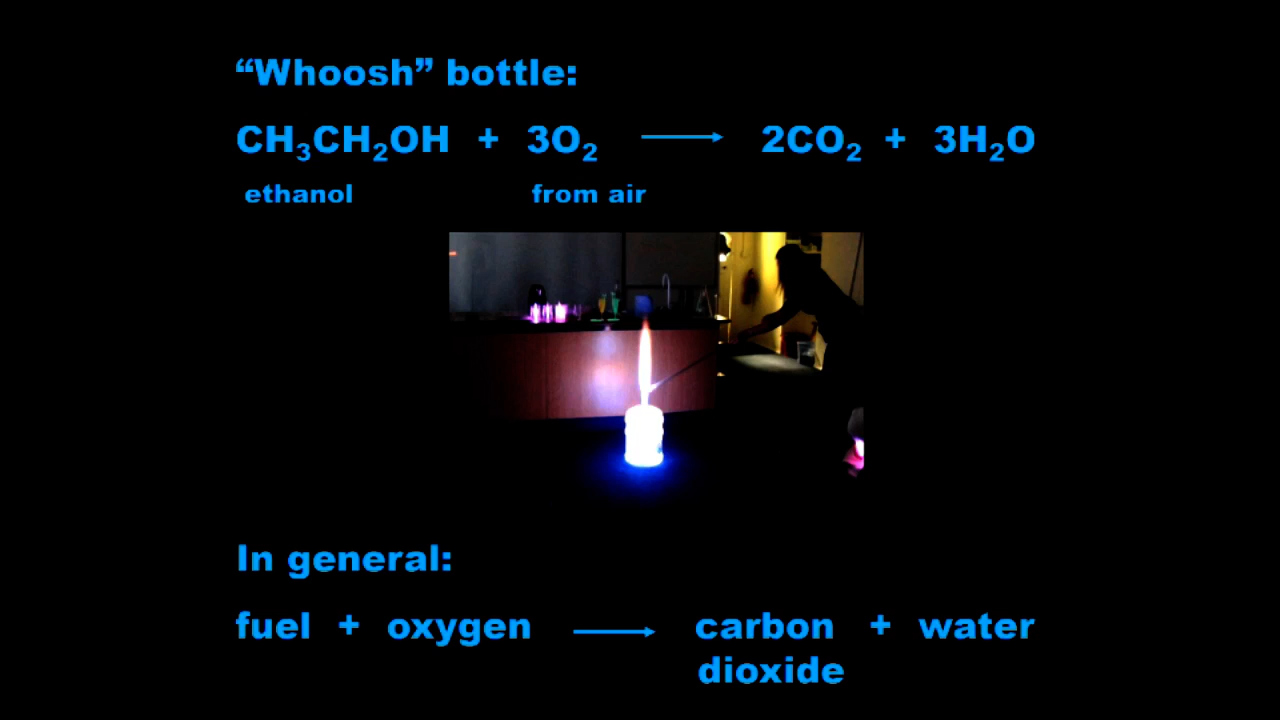 “Whoosh” bottle:
CH₃CH₂OH + 3O₂ ⟶ 2CO₂ + 3H₂O
ethanol from air
In general:
fuel + oxygen ⟶ carbon + water
dioxide